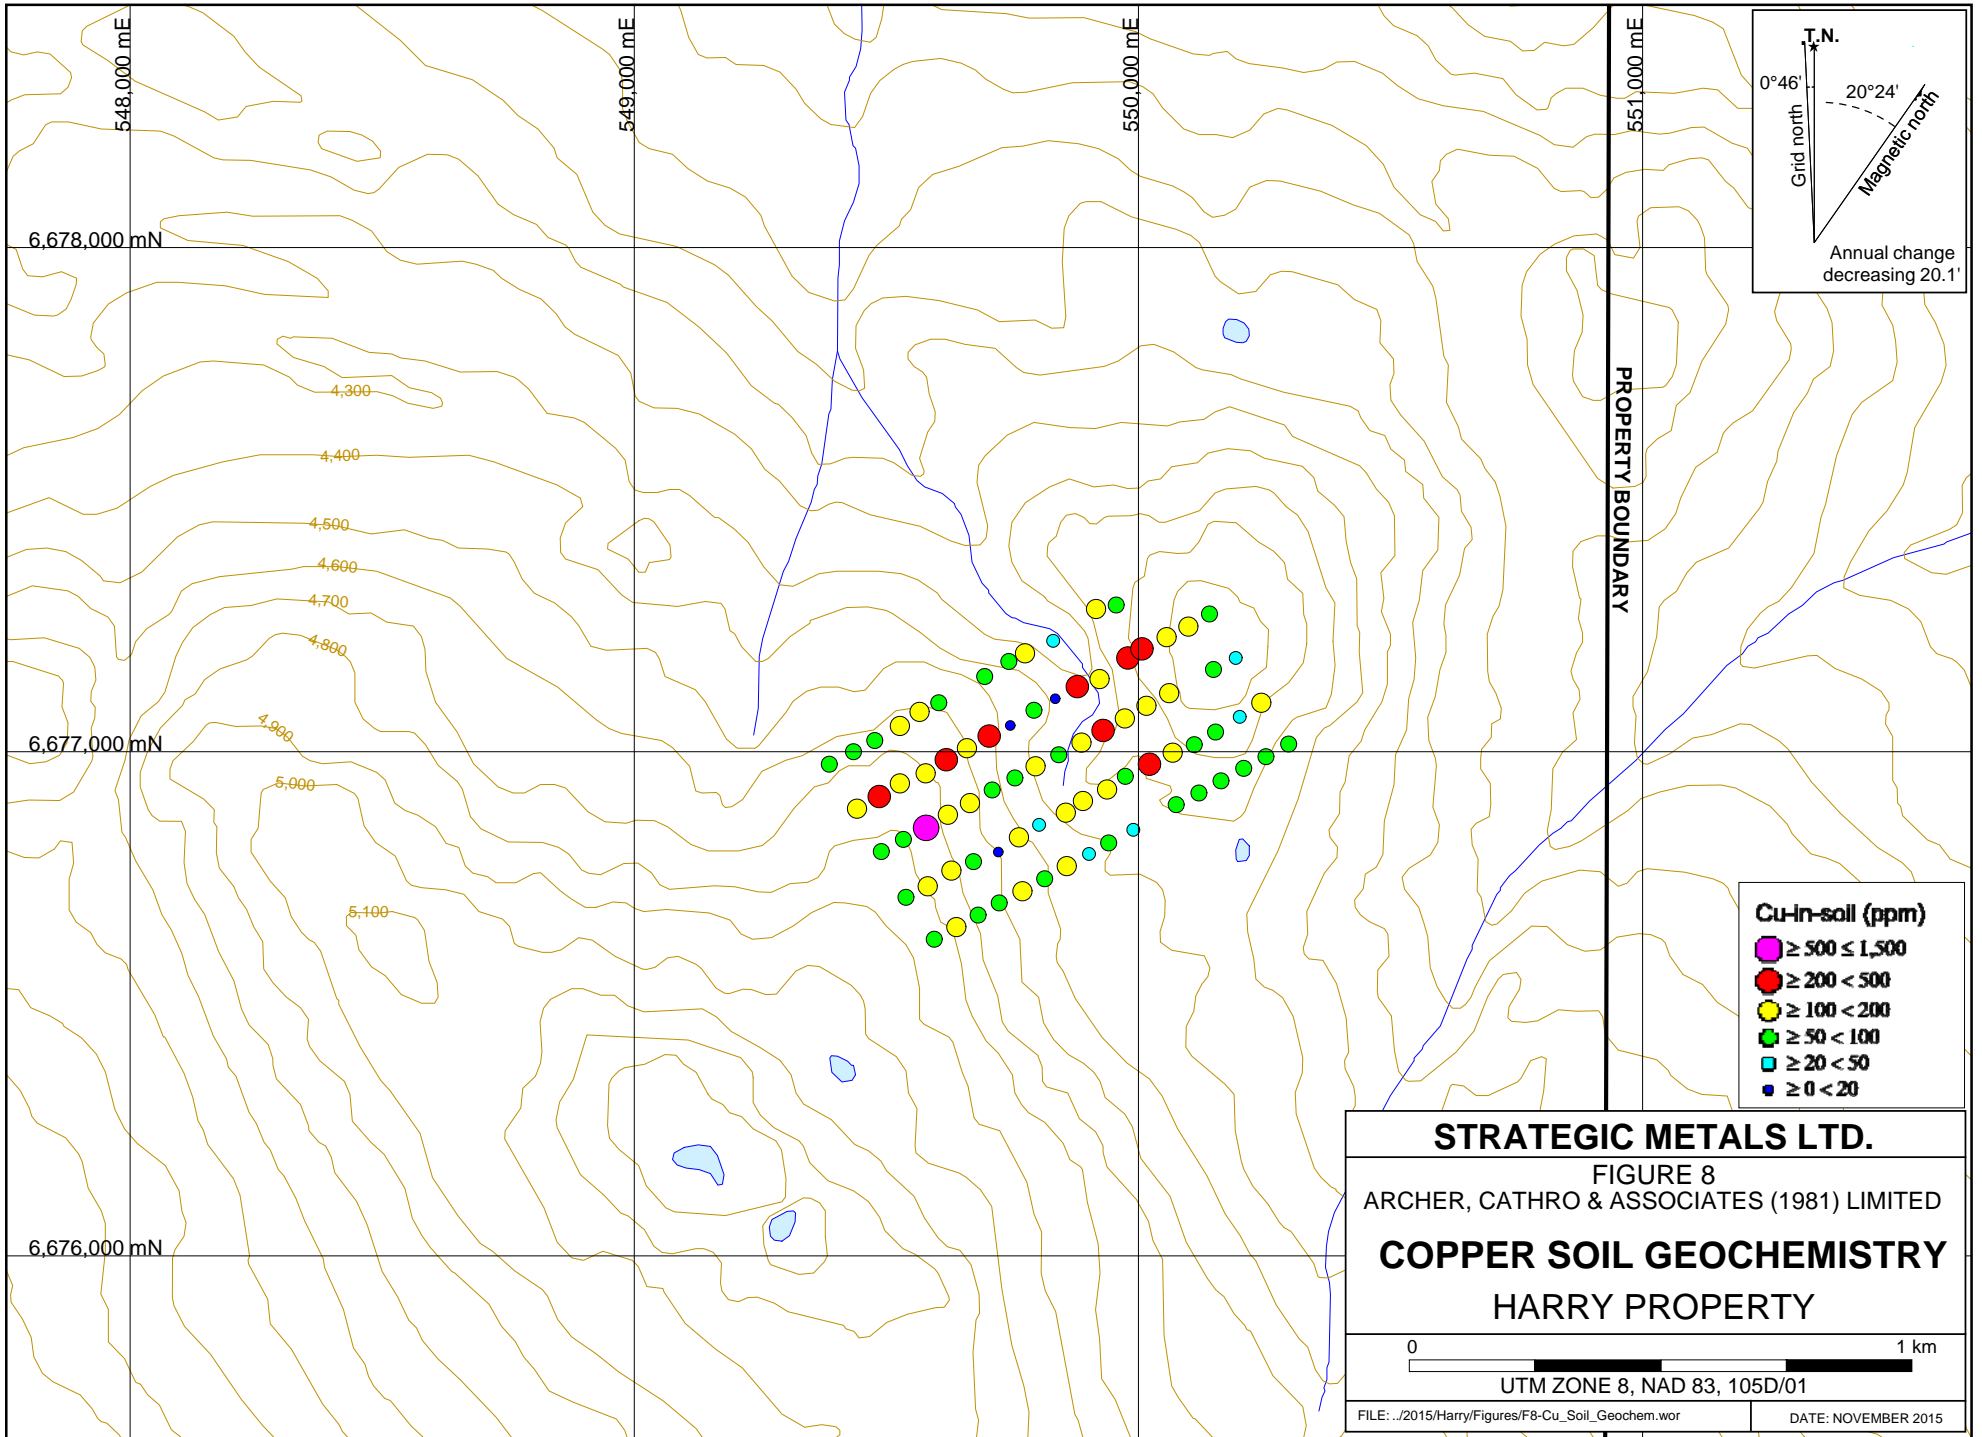 548,000 mE
549,000 mE
550,000 mE
551,000 mE
T.N.
0°46'
20°24'
Grid north
Magnetic north
Annual change
decreasing 20.1'
6,678,000 mN
4,300
4,400
4,500
4,600
4,700
4,800
4,900
5,000
5,100
PROPERTY BOUNDARY
6,677,000 mN
6,676,000 mN
Cu-in-soil (ppm)
≥ 500 ≤ 1,500
≥ 200 < 500
≥ 100 < 200
≥ 50 < 100
≥ 20 < 50
≥ 0 < 20
STRATEGIC METALS LTD.
FIGURE 8
ARCHER, CATHRO & ASSOCIATES (1981) LIMITED
COPPER SOIL GEOCHEMISTRY
HARRY PROPERTY
0 1 km
UTM ZONE 8, NAD 83, 105D/01
FILE: ../2015/Harry/Figures/F8-Cu_Soil_Geochem.wor
DATE: NOVEMBER 2015